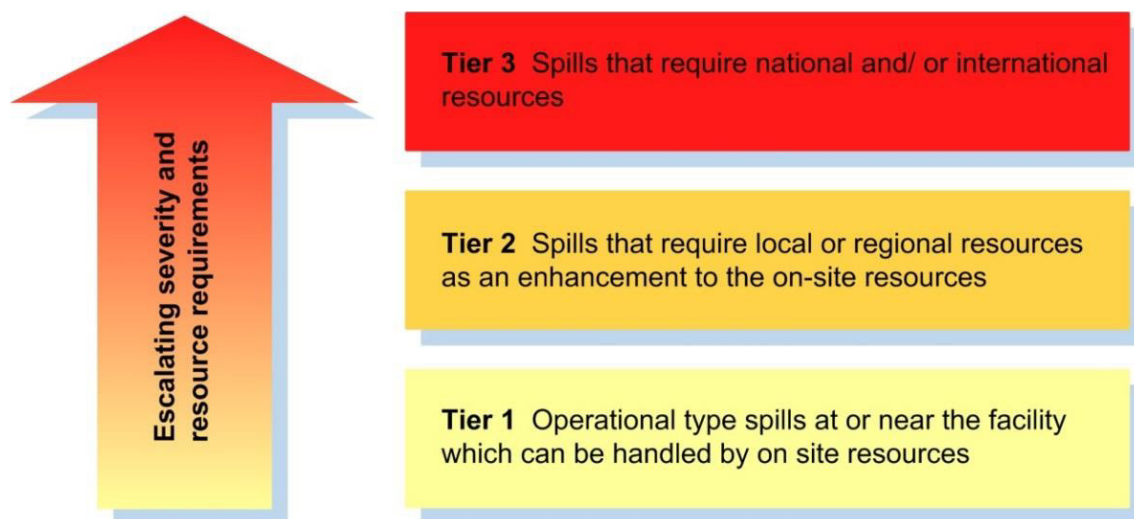 Escalating severity and
resource requirements
Tier 3 Spills that require national and/ or international
resources
Tier 2 Spills that require local or regional resources
as an enhancement to the on-site resources
Tier 1 Operational type spills at or near the facility
which can be handled by on site resources